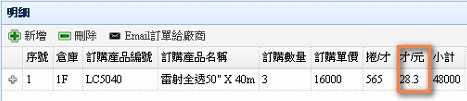 明細
新增 刪除 Email訂單給廠商
序號 倉庫 訂購產品編號 訂購產品名稱 訂購數量 訂購單價 捲/才 才/元 小計
1 1F LC5040 雷射全透50" X 40m 3 16000 565 28.3 48000